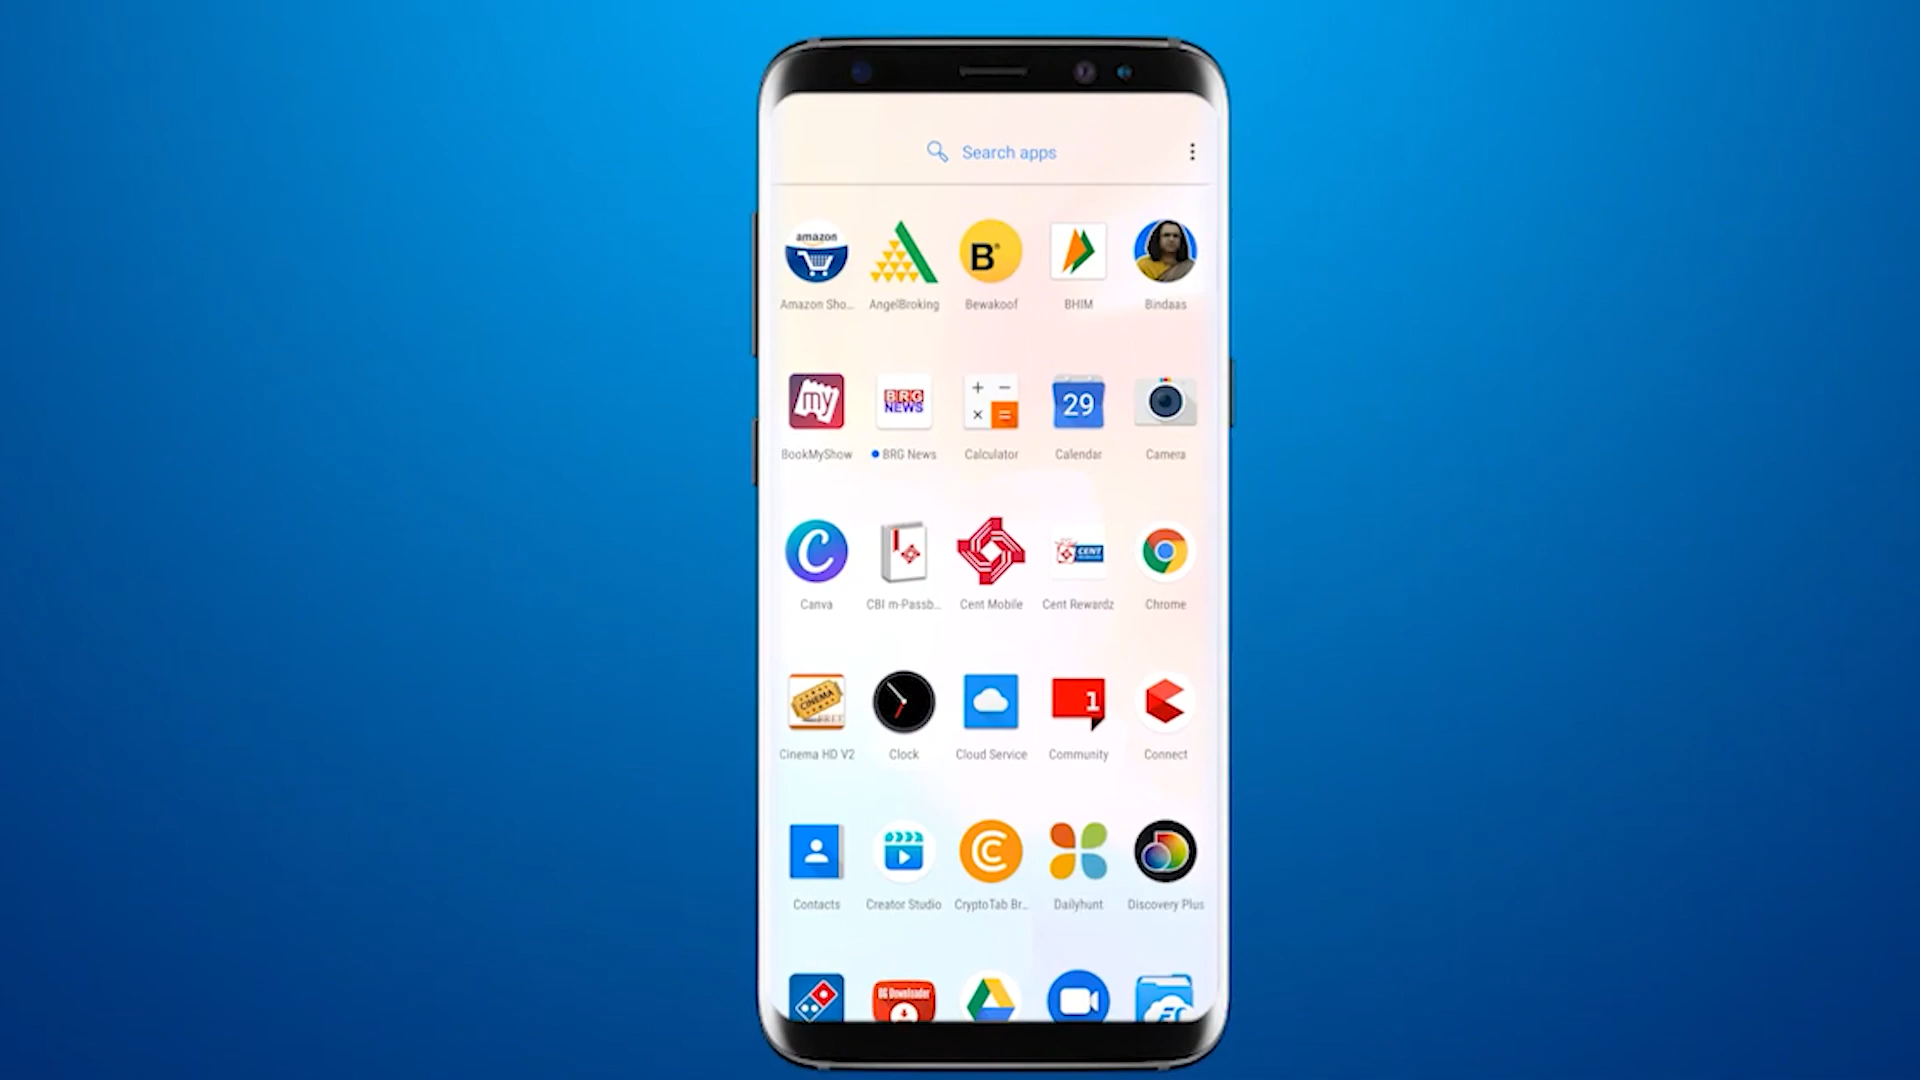 Search apps
amazon
B
Amazon Sho...
AngelBroking
Bewakoof
BHIM
Bindaas
my
BRG NEWS
29
BookMyShow
BRG News
Calculator
Calendar
Camera
C
CENT
Canva
CBI m-Passb...
Cent Mobile
Cent Rewardz
Chrome
CINEMA
1
Cinema HD V2
Clock
Cloud Service
Community
Connect
Contacts
Creator Studio
CryptoTab Br...
Dailyhunt
Discovery Plus